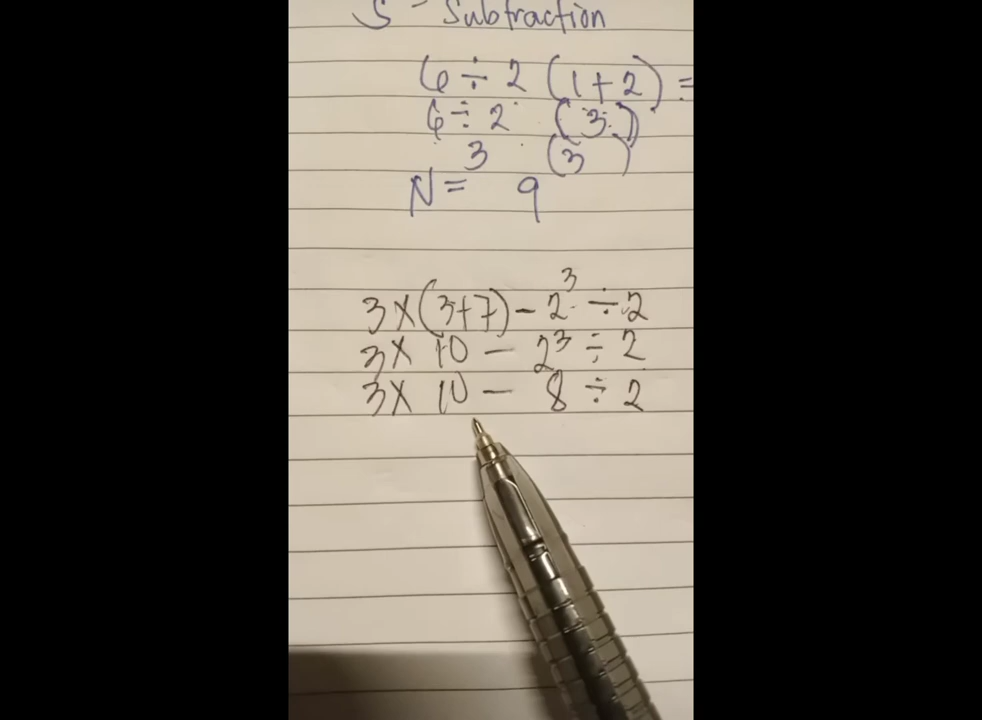 S - Subtraction
6 ÷ 2 (1 + 2) =
6 ÷ 2 (3)
3 (3)
N = 9
3 × (3+7) - 2³ ÷ 2
3 × 10 - 2³ ÷ 2
3 × 10 - 8 ÷ 2